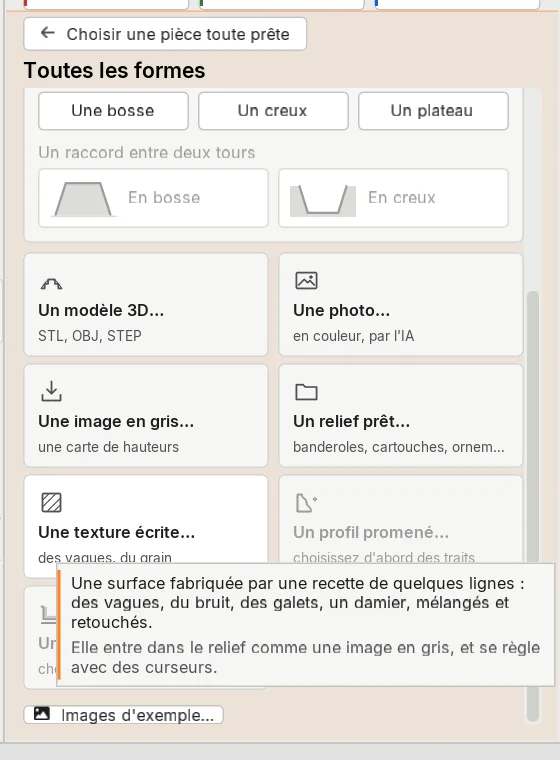 Choisir une pièce toute prête
Toutes les formes
Une bosse
Un creux
Un plateau
Un raccord entre deux tours
En bosse
En creux
Un modèle 3D...
STL, OBJ, STEP
Une photo...
en couleur, par l'IA
Une image en gris...
une carte de hauteurs
Un relief prêt...
banderoles, cartouches, ornem...
Une texture écrite...
des vagues, du grain
Un profil promené...
choisissez d'abord des traits
Une surface fabriquée par une recette de quelques lignes :
des vagues, du bruit, des galets, un damier, mélangés et
retouchés.
Elle entre dans le relief comme une image en gris, et se règle
avec des curseurs.
Images d'exemple...